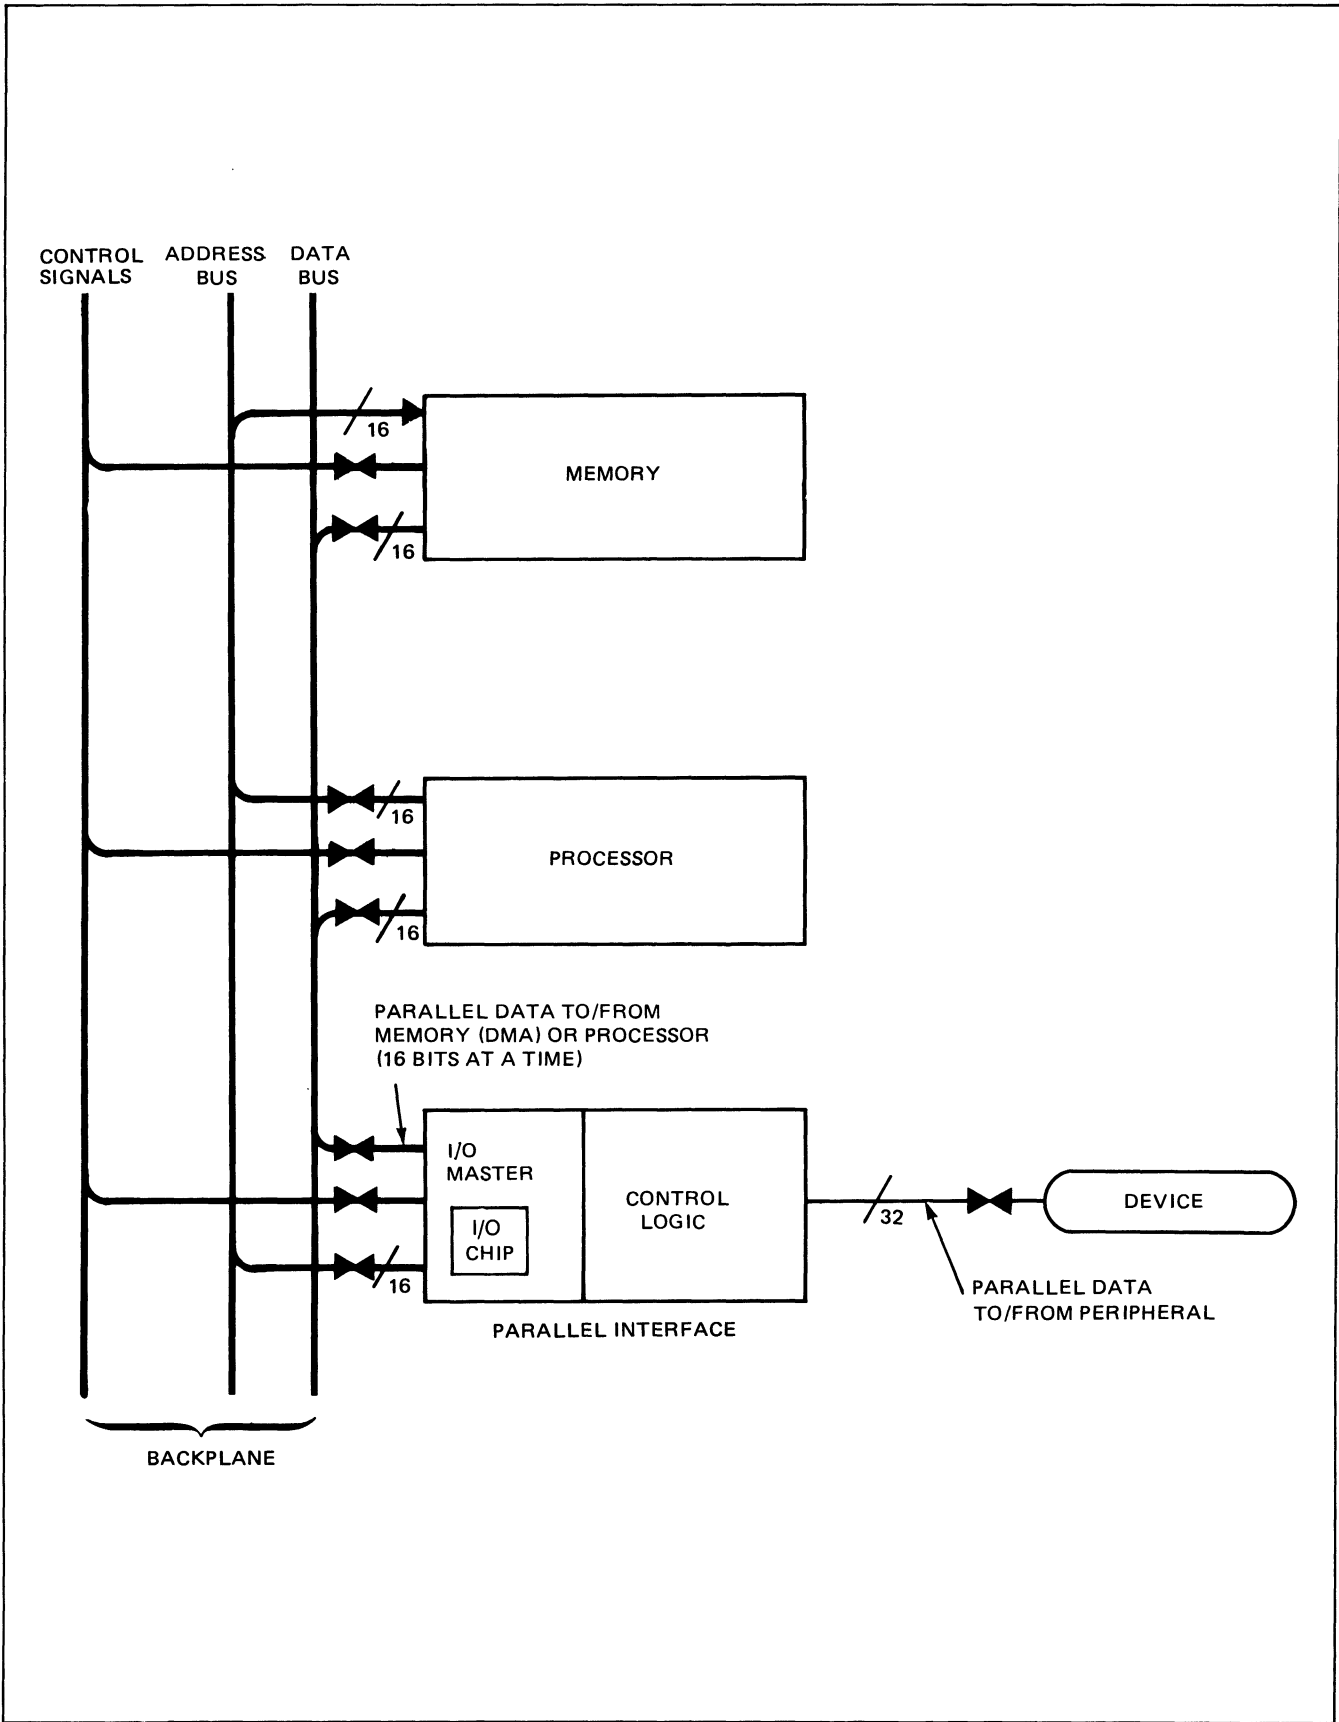 CONTROL
SIGNALS
ADDRESS
BUS
DATA
BUS
16
MEMORY
16
16
PROCESSOR
16
PARALLEL DATA TO/FROM
MEMORY (DMA) OR PROCESSOR
(16 BITS AT A TIME)
I/O
MASTER
I/O
CHIP
CONTROL
LOGIC
16
32
DEVICE
PARALLEL DATA
TO/FROM PERIPHERAL
PARALLEL INTERFACE
BACKPLANE